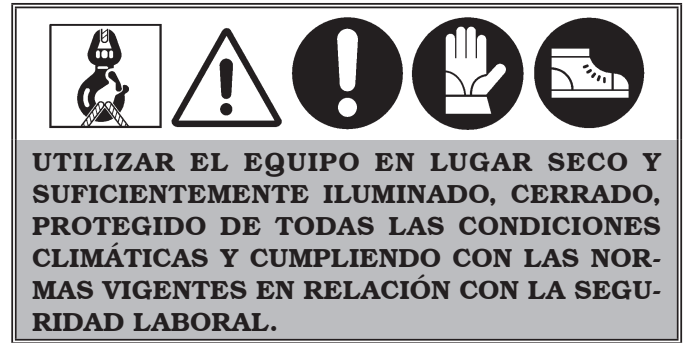 UTILIZAR EL EQUIPO EN LUGAR SECO Y
SUFICIENTEMENTE ILUMINADO, CERRADO,
PROTEGIDO DE TODAS LAS CONDICIONES
CLIMÁTICAS Y CUMPLIENDO CON LAS NOR-
MAS VIGENTES EN RELACIÓN CON LA SEGU-
RIDAD LABORAL.